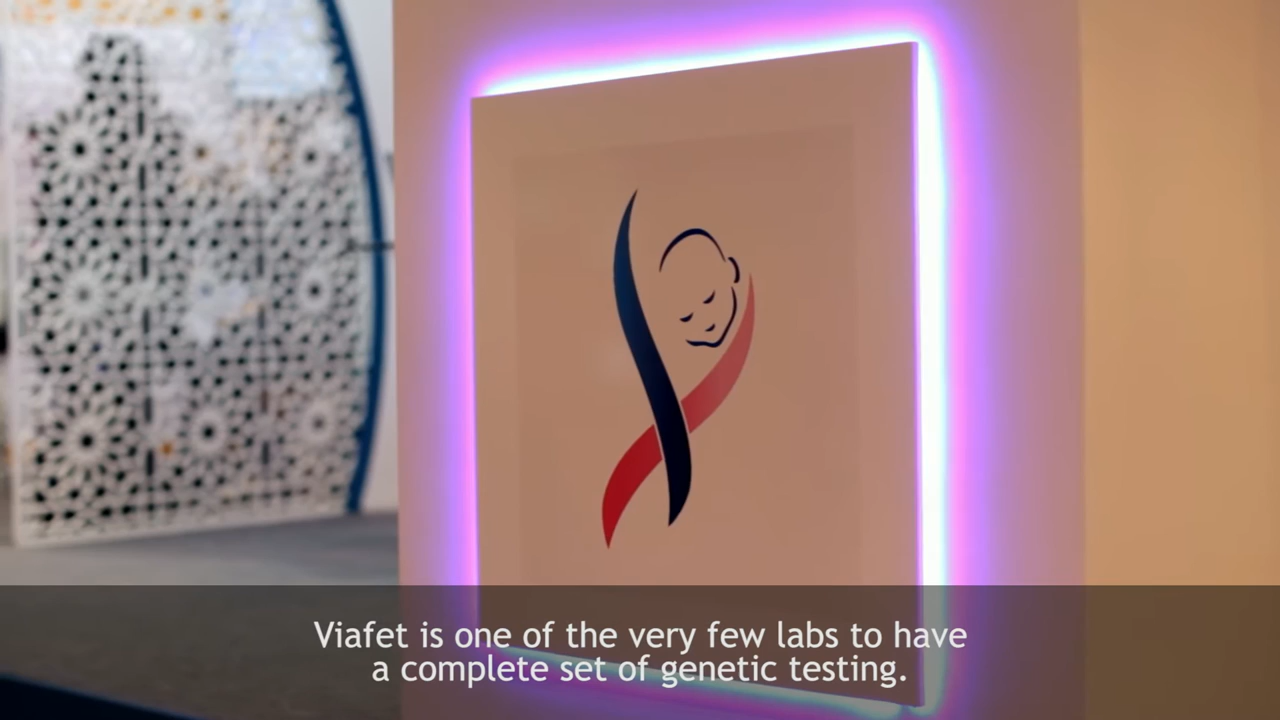 Viafet is one of the very few labs to have
a complete set of genetic testing.